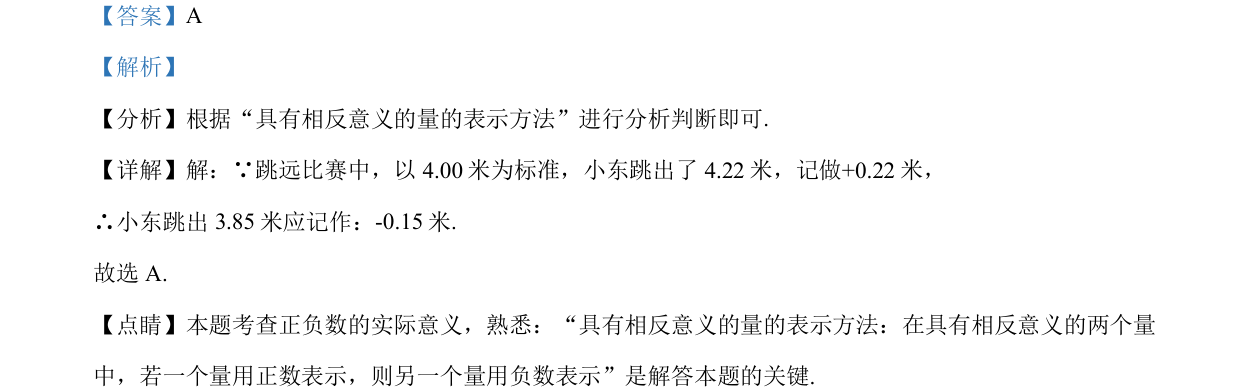 【答案】A
【解析】
【分析】根据“具有相反意义的量的表示方法”进行分析判断即可.
【详解】解：∵跳远比赛中，以 4.00 米为标准，小东跳出了 4.22 米，记做+0.22 米，
∴小东跳出 3.85 米应记作：-0.15 米.
故选 A.
【点睛】本题考查正负数的实际意义，熟悉：“具有相反意义的量的表示方法：在具有相反意义的两个量
中，若一个量用正数表示，则另一个量用负数表示”是解答本题的关键.